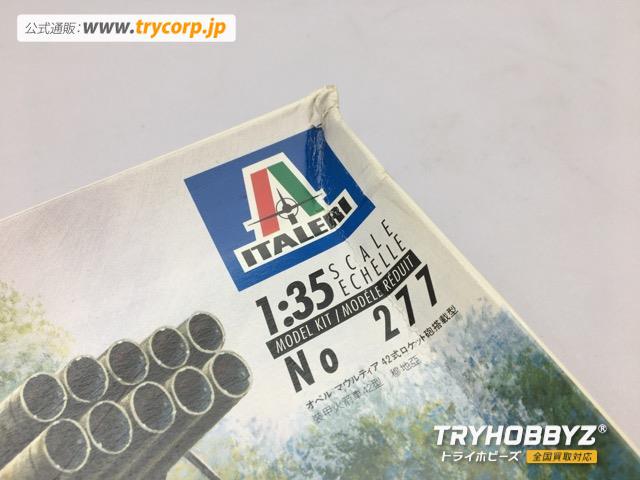 公式通販： www.trycorp.jp
ITALERI
1:35 SCALE ECHELLE
MODEL KIT / MODÈLE RÉDUIT
No 277
オペル・マウルティア 42式ロケット砲搭載型
TRYHOBBYZ®
トライホビーズ 全国買取対応